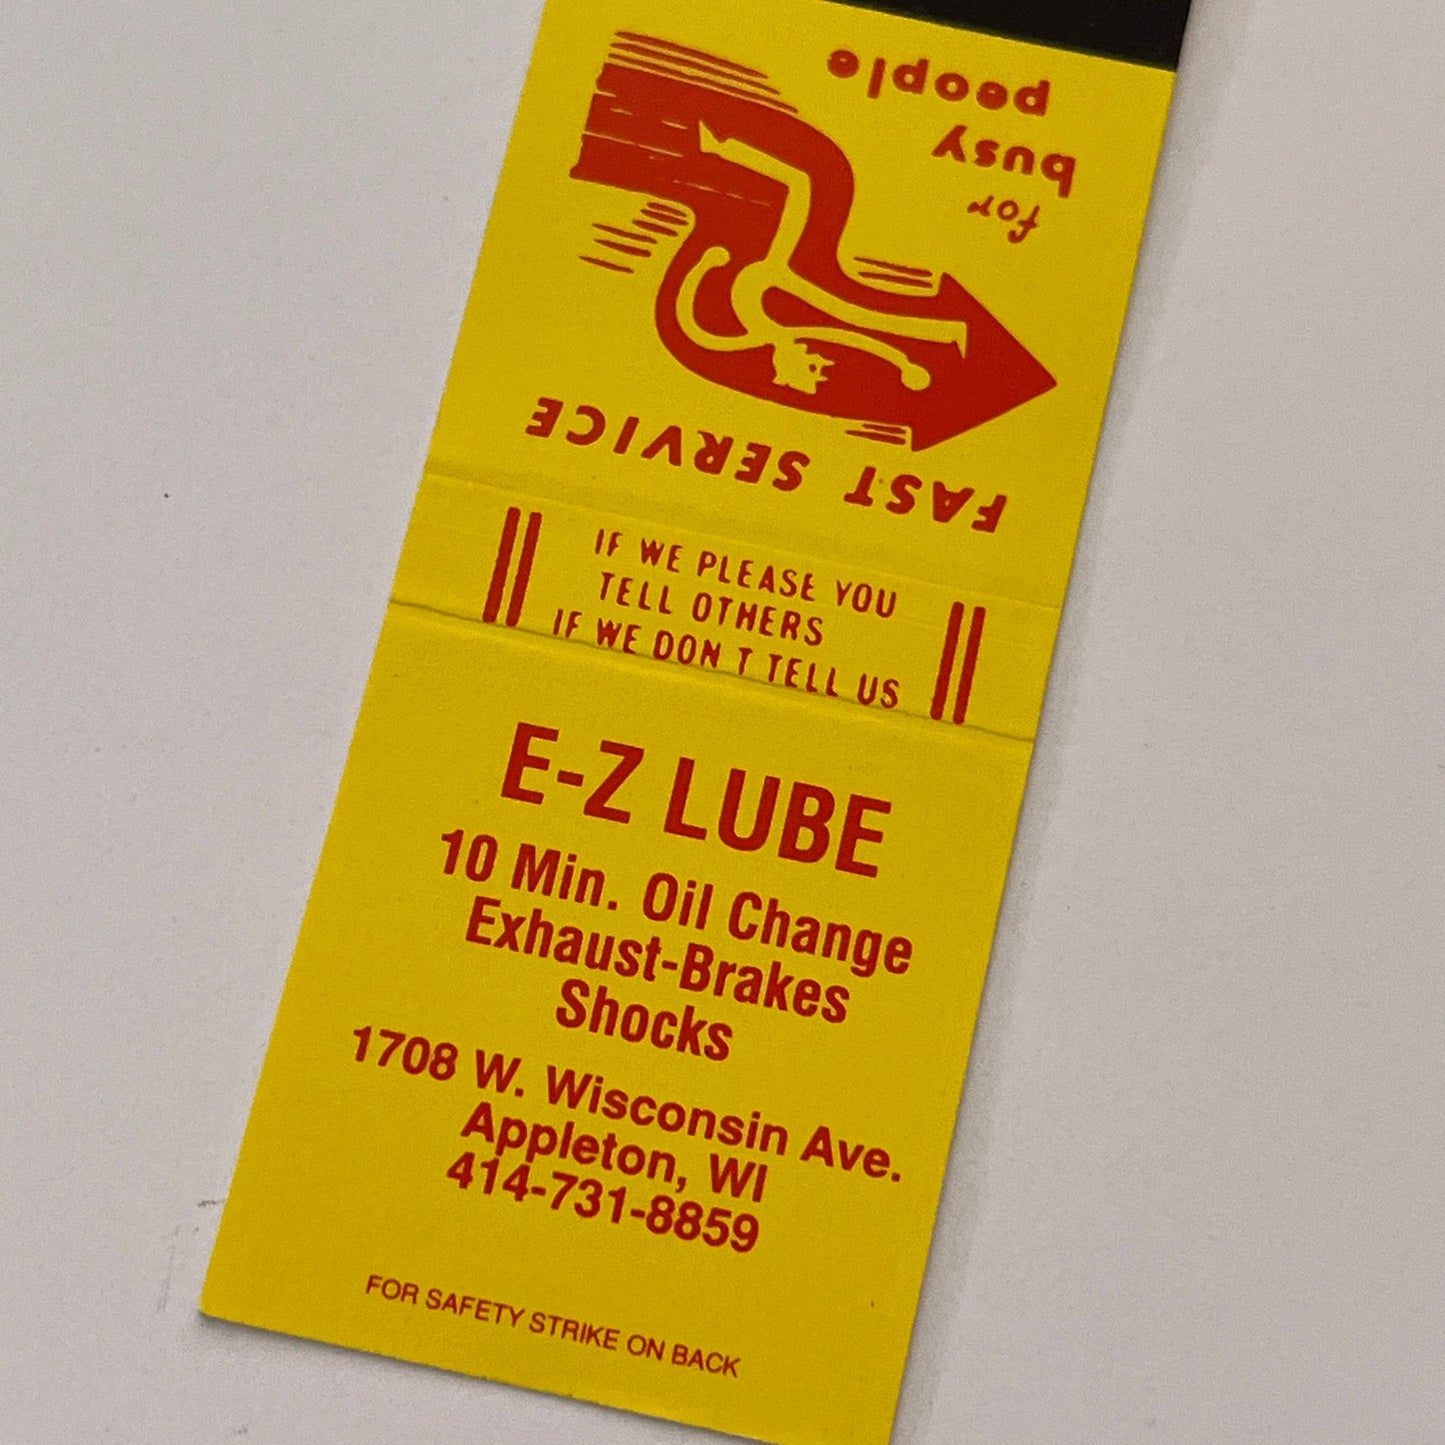 FAST SERVICE
for
busy
people
IF WE PLEASE YOU
TELL OTHERS
IF WE DON T TELL US
E-Z LUBE
10 Min. Oil Change
Exhaust-Brakes
Shocks
1708 W. Wisconsin Ave.
Appleton, WI
414-731-8859
FOR SAFETY STRIKE ON BACK